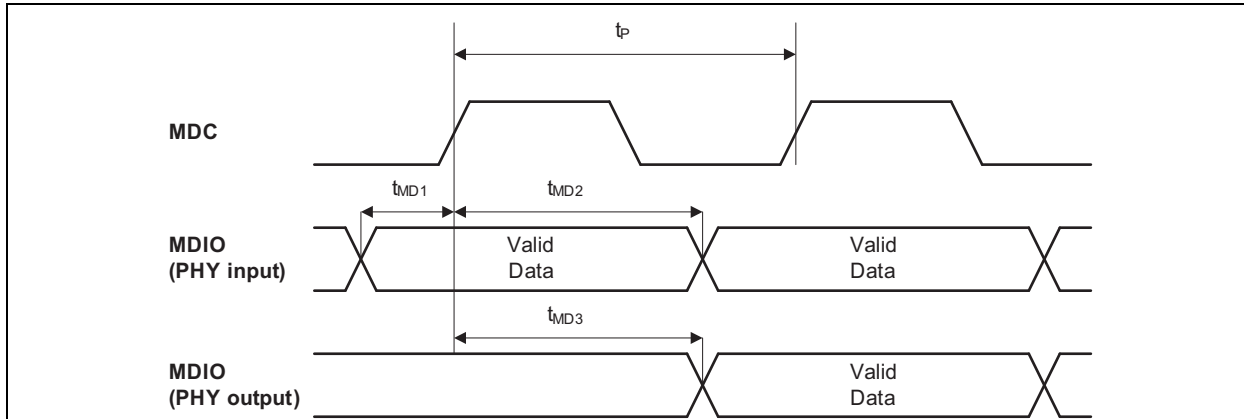 tP
MDC
tMD1
tMD2
MDIO
(PHY input)
Valid
Data
Valid
Data
tMD3
MDIO
(PHY output)
Valid
Data